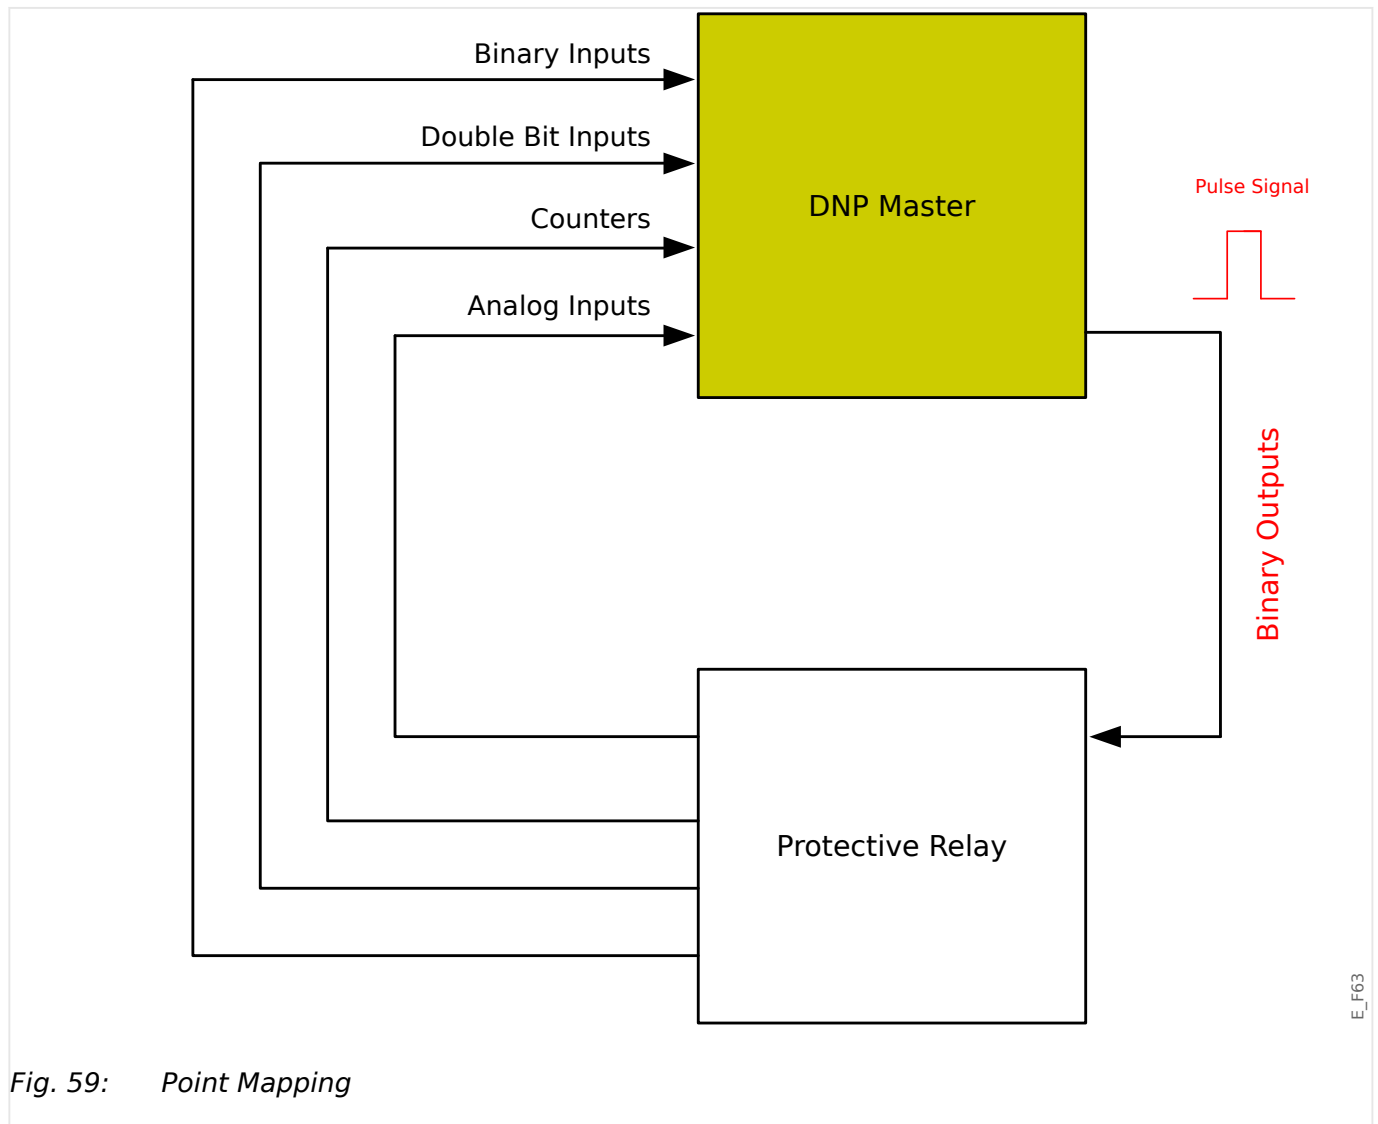 Binary Inputs
Double Bit Inputs
Counters
Analog Inputs
DNP Master
Pulse Signal
Binary Outputs
Protective Relay
E_F63
Fig. 59: Point Mapping